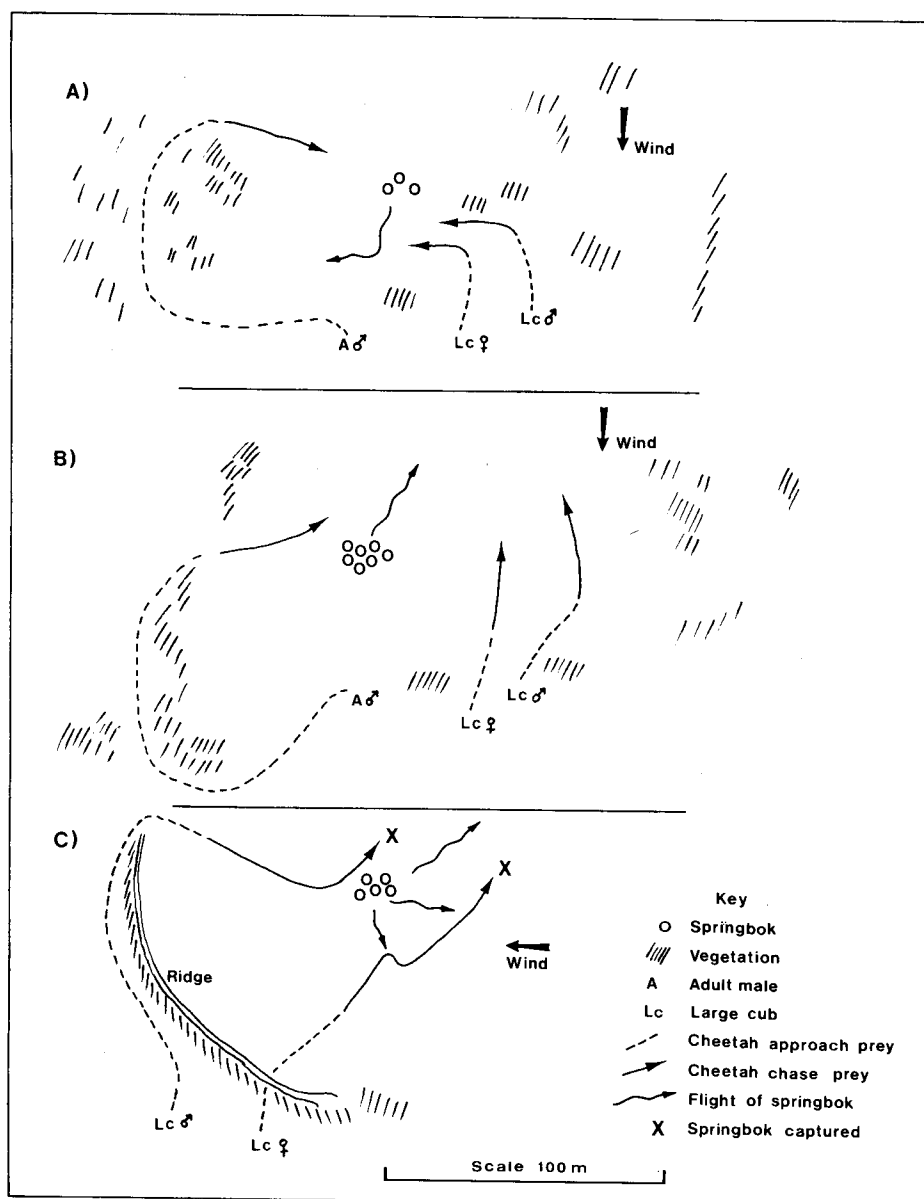 A)
Wind
A♂
Lc ♀
Lc♂
B)
Wind
A♂
Lc♀
Lc♂
C)
X
X
Ridge
Wind
Lc ♂
Lc ♀
Key
O Springbok
Vegetation
A Adult male
Lc Large cub
Cheetah approach prey
Cheetah chase prey
Flight of springbok
X Springbok captured
Scale 100 m